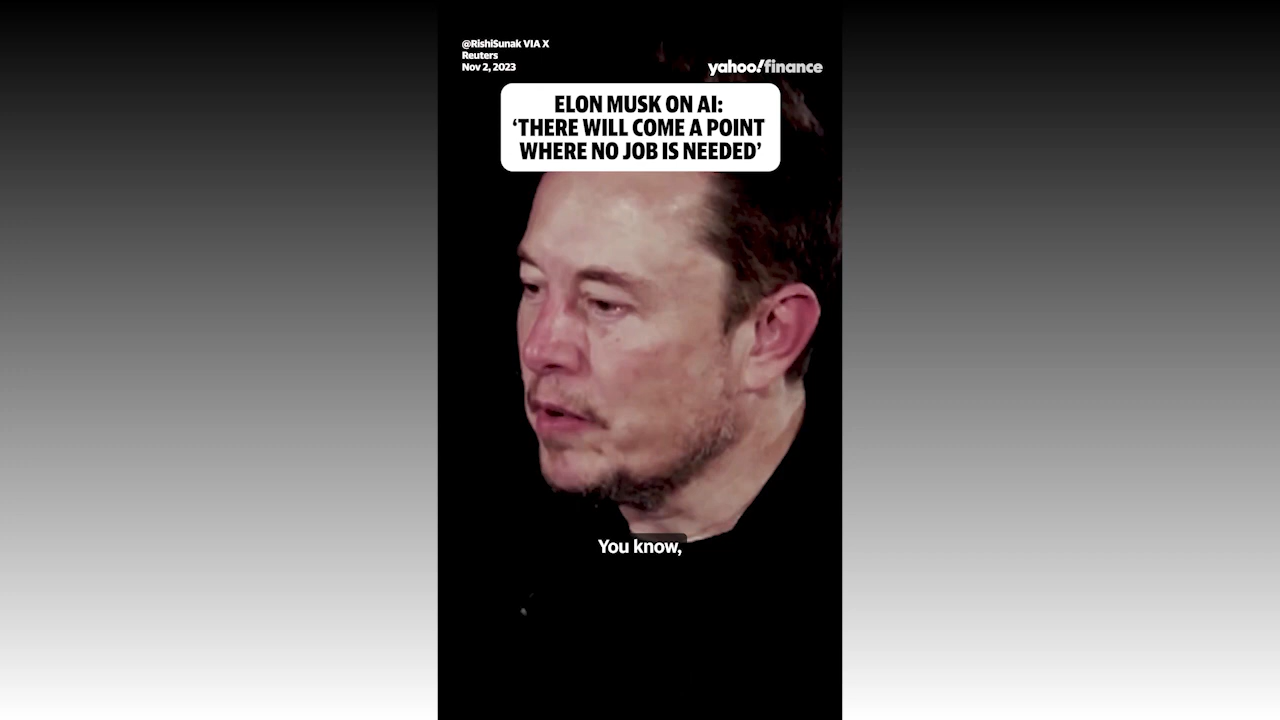 @RishiSunak VIA X
Reuters
Nov 2, 2023
yahoo!finance
ELON MUSK ON AI:
‘THERE WILL COME A POINT
WHERE NO JOB IS NEEDED’
You know,